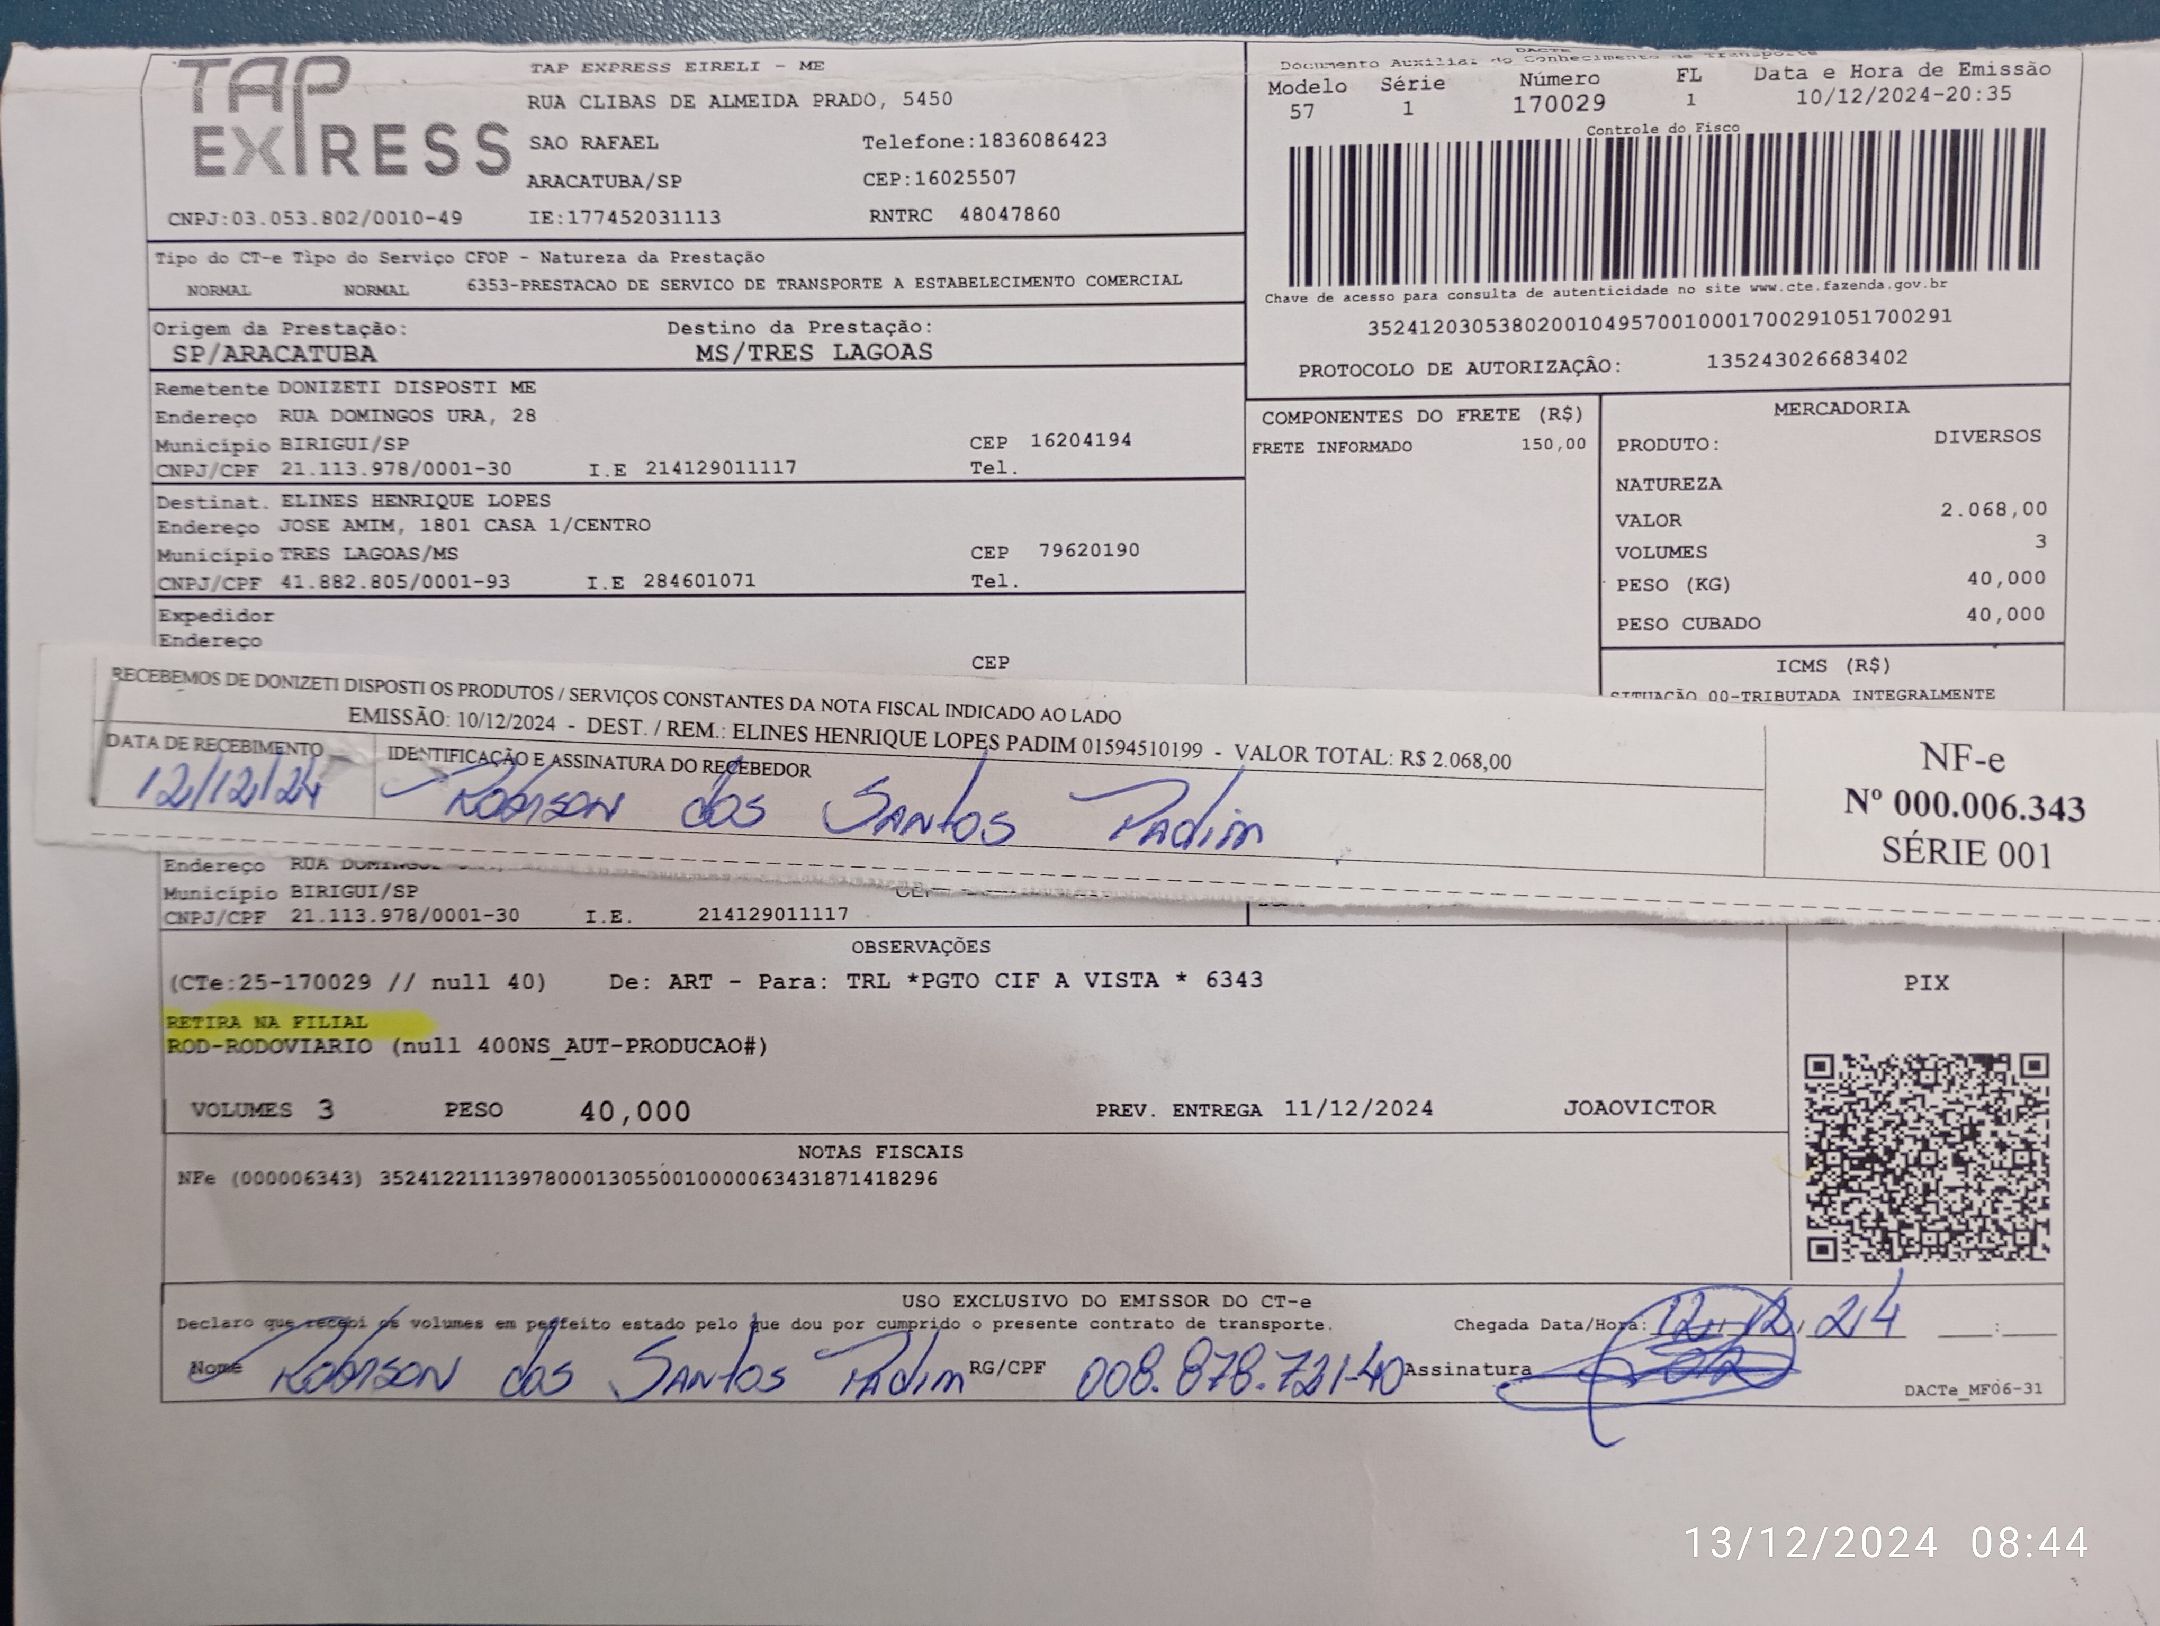 TAP EXPRESS
TAP EXPRESS EIRELI - ME
RUA CLIBAS DE ALMEIDA PRADO, 5450
SAO RAFAEL Telefone:1836086423
ARACATUBA/SP CEP:16025507
CNPJ:03.053.802/0010-49 IE:177452031113 RNTRC 48047860
DACTE
Documento Auxiliar do Conhecimento de Transporte
Modelo Série Número FL Data e Hora de Emissão
57 1 170029 1 10/12/2024-20:35
Controle do Fisco
Chave de acesso para consulta de autenticidade no site www.cte.fazenda.gov.br
35241203053802001049570010001700291051700291
PROTOCOLO DE AUTORIZAÇÃO: 135243026683402
Tipo do CT-e Tipo do Serviço CFOP - Natureza da Prestação
NORMAL NORMAL 6353-PRESTACAO DE SERVICO DE TRANSPORTE A ESTABELECIMENTO COMERCIAL
Origem da Prestação: Destino da Prestação:
SP/ARACATUBA MS/TRES LAGOAS
Remetente DONIZETI DISPOSTI ME
Endereço RUA DOMINGOS URA, 28
Município BIRIGUI/SP CEP 16204194
CNPJ/CPF 21.113.978/0001-30 I.E 214129011117 Tel.
Destinat. ELINES HENRIQUE LOPES
Endereço JOSE AMIM, 1801 CASA 1/CENTRO
Município TRES LAGOAS/MS CEP 79620190
CNPJ/CPF 41.882.805/0001-93 I.E 284601071 Tel.
Expedidor
Endereço
CEP
COMPONENTES DO FRETE (R$)
FRETE INFORMADO 150,00
MERCADORIA
PRODUTO: DIVERSOS
NATUREZA
VALOR 2.068,00
VOLUMES 3
PESO (KG) 40,000
PESO CUBADO 40,000
ICMS (R$)
SITUAÇÃO 00-TRIBUTADA INTEGRALMENTE
RECEBEMOS DE DONIZETI DISPOSTI OS PRODUTOS / SERVIÇOS CONSTANTES DA NOTA FISCAL INDICADO AO LADO
EMISSÃO: 10/12/2024 - DEST. / REM.: ELINES HENRIQUE LOPES PADIM 01594510199 - VALOR TOTAL: R$ 2.068,00
DATA DE RECEBIMENTO IDENTIFICAÇÃO E ASSINATURA DO RECEBEDOR
12/12/24 Robison dos Santos Padim
NF-e
Nº 000.006.343
SÉRIE 001
Endereço RUA
Município BIRIGUI/SP
CNPJ/CPF 21.113.978/0001-30 I.E. 214129011117
OBSERVAÇÕES
(CTe:25-170029 // null 40) De: ART - Para: TRL *PGTO CIF A VISTA * 6343
RETIRA NA FILIAL
ROD-RODOVIARIO (null 400NS_AUT-PRODUCAO#)
VOLUMES 3 PESO 40,000 PREV. ENTREGA 11/12/2024 JOAOVICTOR
PIX
NOTAS FISCAIS
NFe (000006343) 35241221113978000130550010000063431871418296
USO EXCLUSIVO DO EMISSOR DO CT-e
Declaro que recebi os volumes em perfeito estado pelo que dou por cumprido o presente contrato de transporte. Chegada Data/Hora: 12, 12, 24 __:__
Nome Robison dos Santos Padim RG/CPF 008.878.721-40 Assinatura
DACTe_MF06-31
13/12/2024 08:44